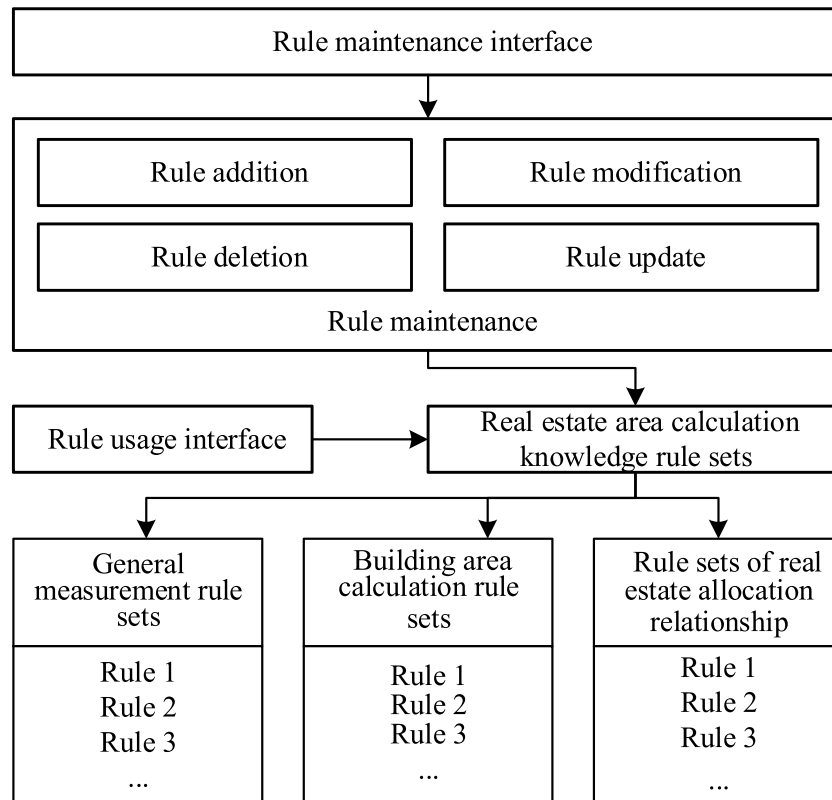 Rule maintenance interface
Rule addition
Rule modification
Rule deletion
Rule update
Rule maintenance
Rule usage interface
Real estate area calculation
knowledge rule sets
General
measurement rule
sets
Rule 1
Rule 2
Rule 3
...
Building area
calculation rule
sets
Rule 1
Rule 2
Rule 3
...
Rule sets of real
estate allocation
relationship
Rule 1
Rule 2
Rule 3
...